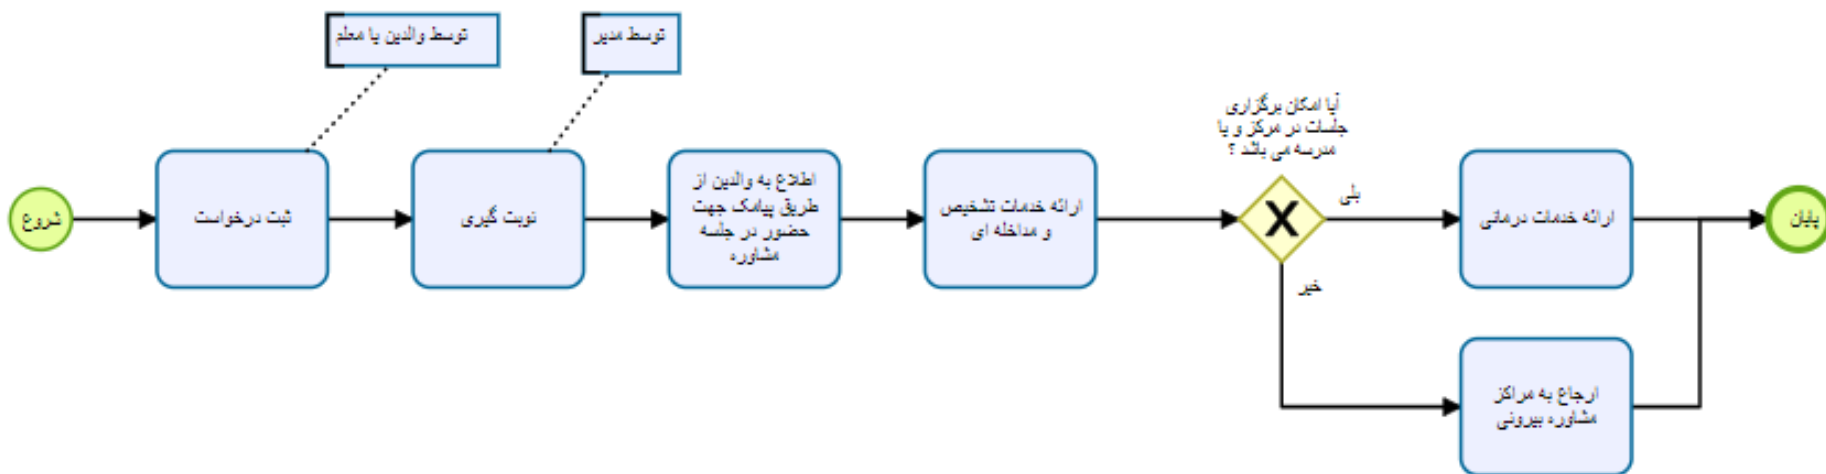 توسط والدین یا معلم
توسط مدیر
شروع
ثبت درخواست
نوبت گیری
اطلاع به والدین از
طریق پیامک جهت
حضور در جلسه
مشاوره
ارائه خدمات تشخیص
و مداخله ای
آیا امکان برگزاری
جلسات در مرکز و یا
مدرسه می باشد ؟
بلی
خیر
ارائه خدمات درمانی
ارجاع به مراکز
مشاوره بیرونی
پایان